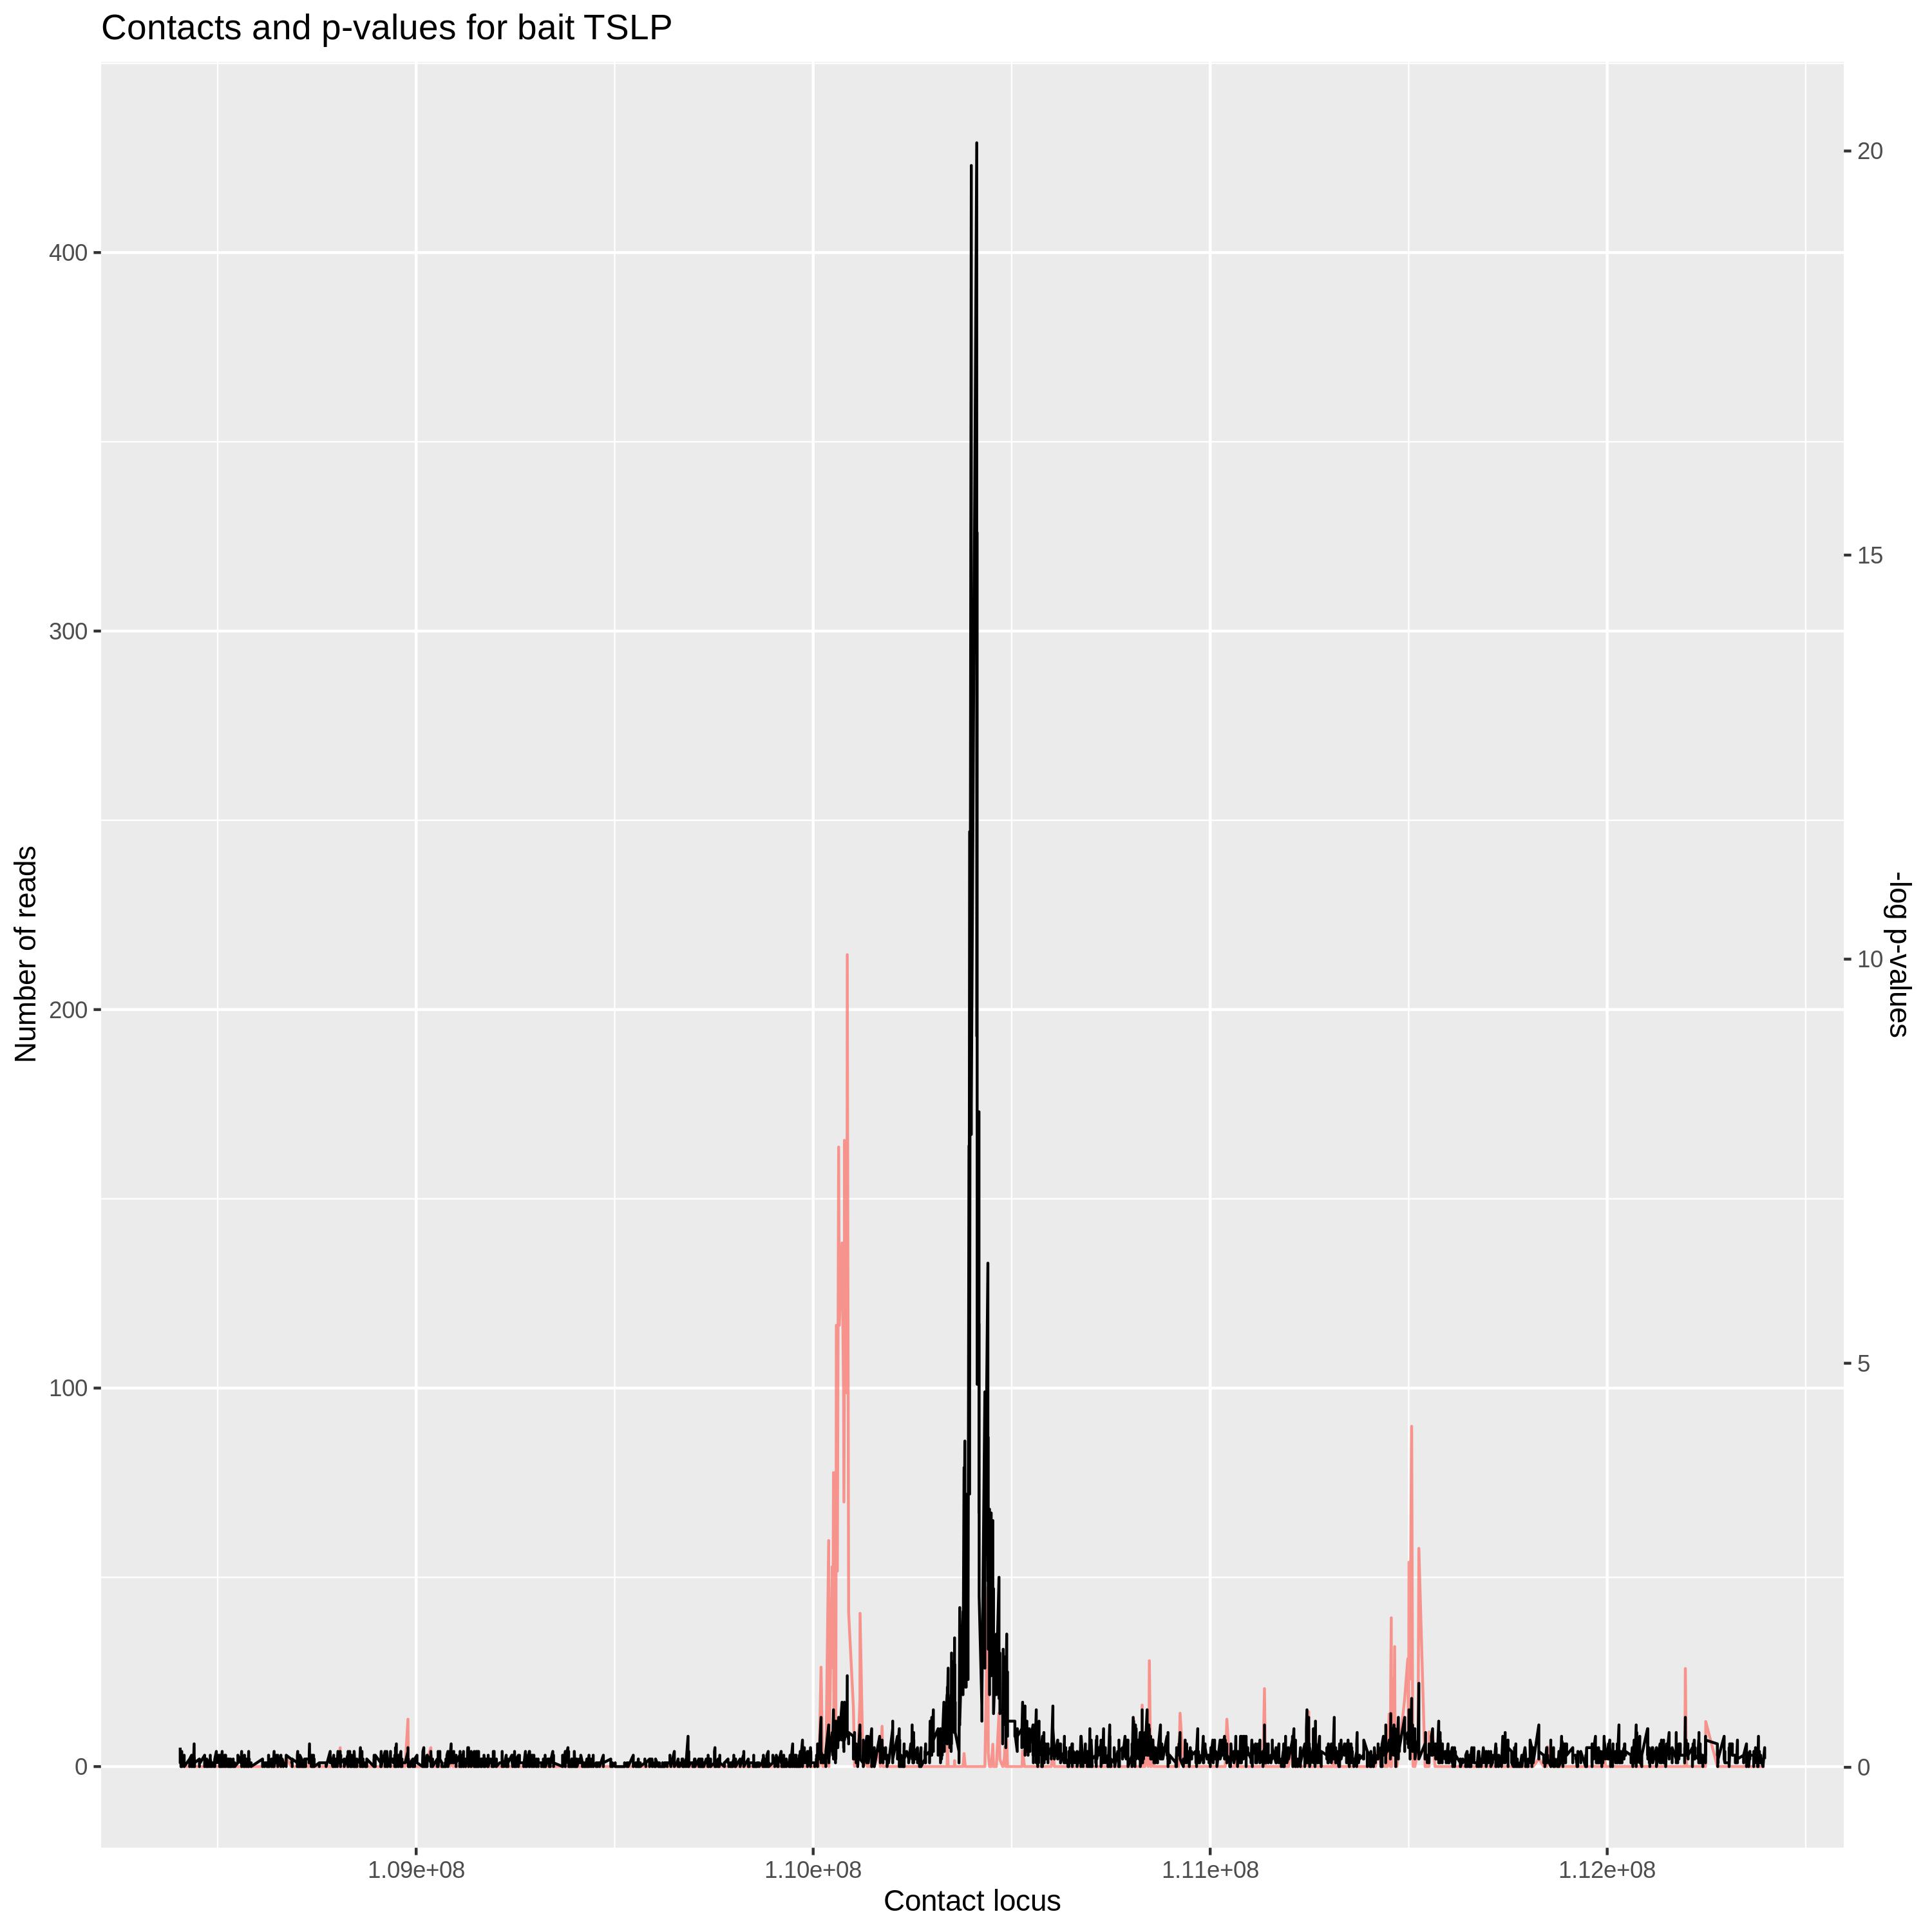 Contacts and p-values for bait TSLP
Number of reads
400
300
200
100
0
20
15
10
5
0
-log p-values
1.09e+08
1.10e+08
1.11e+08
1.12e+08
Contact locus